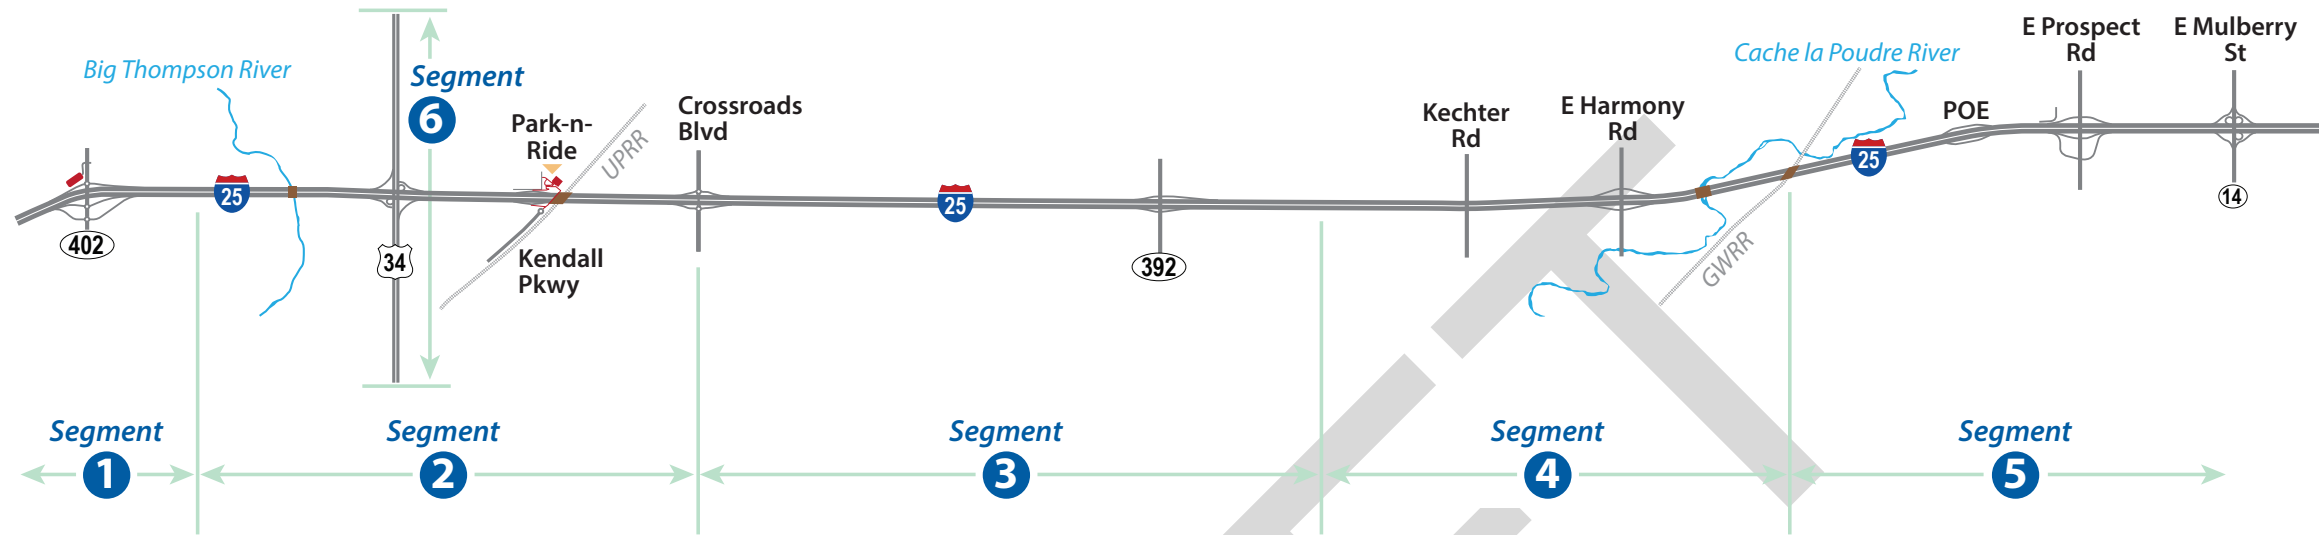 E Prospect
Rd
E Mulberry
St
Big Thompson River
Segment
6
Cache la Poudre River
Park-n-
Ride
UPRR
Crossroads
Blvd
Kechter
Rd
E Harmony
Rd
POE
25
25
25
14
402
34
Kendall
Pkwy
392
GWRR
Segment
1
Segment
2
Segment
3
Segment
4
Segment
5